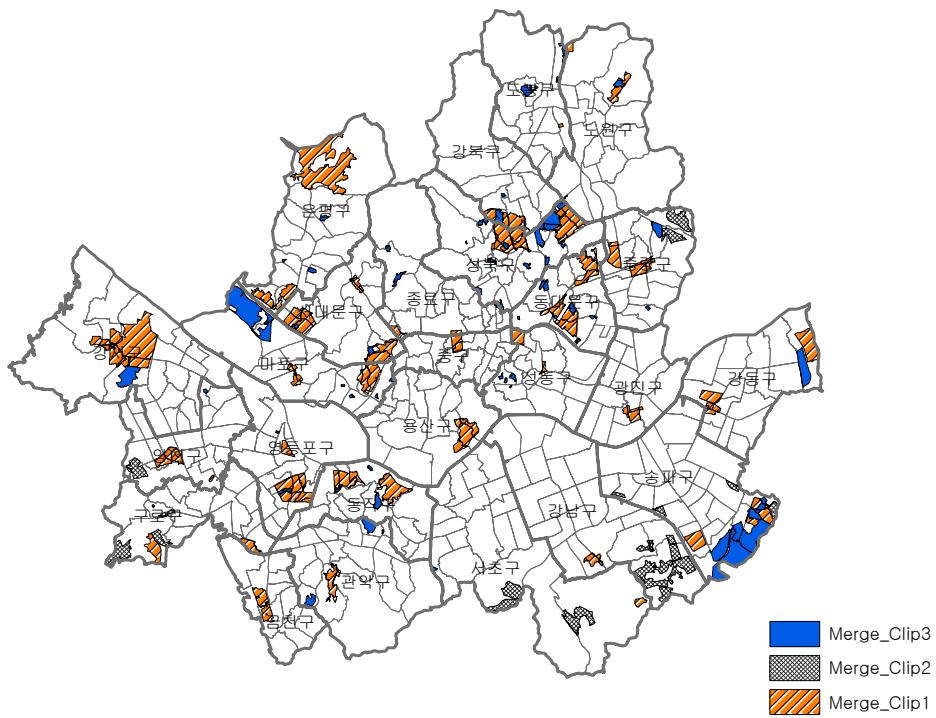 도봉구
노원구
강북구
은평구
성북구
중랑구
서대문구
종로구
동대문구
마포구
중구
성동구
광진구
강동구
용산구
영등포구
송파구
양천구
구로구
동작구
강남구
서초구
관악구
금천구
Merge_Clip3
Merge_Clip2
Merge_Clip1